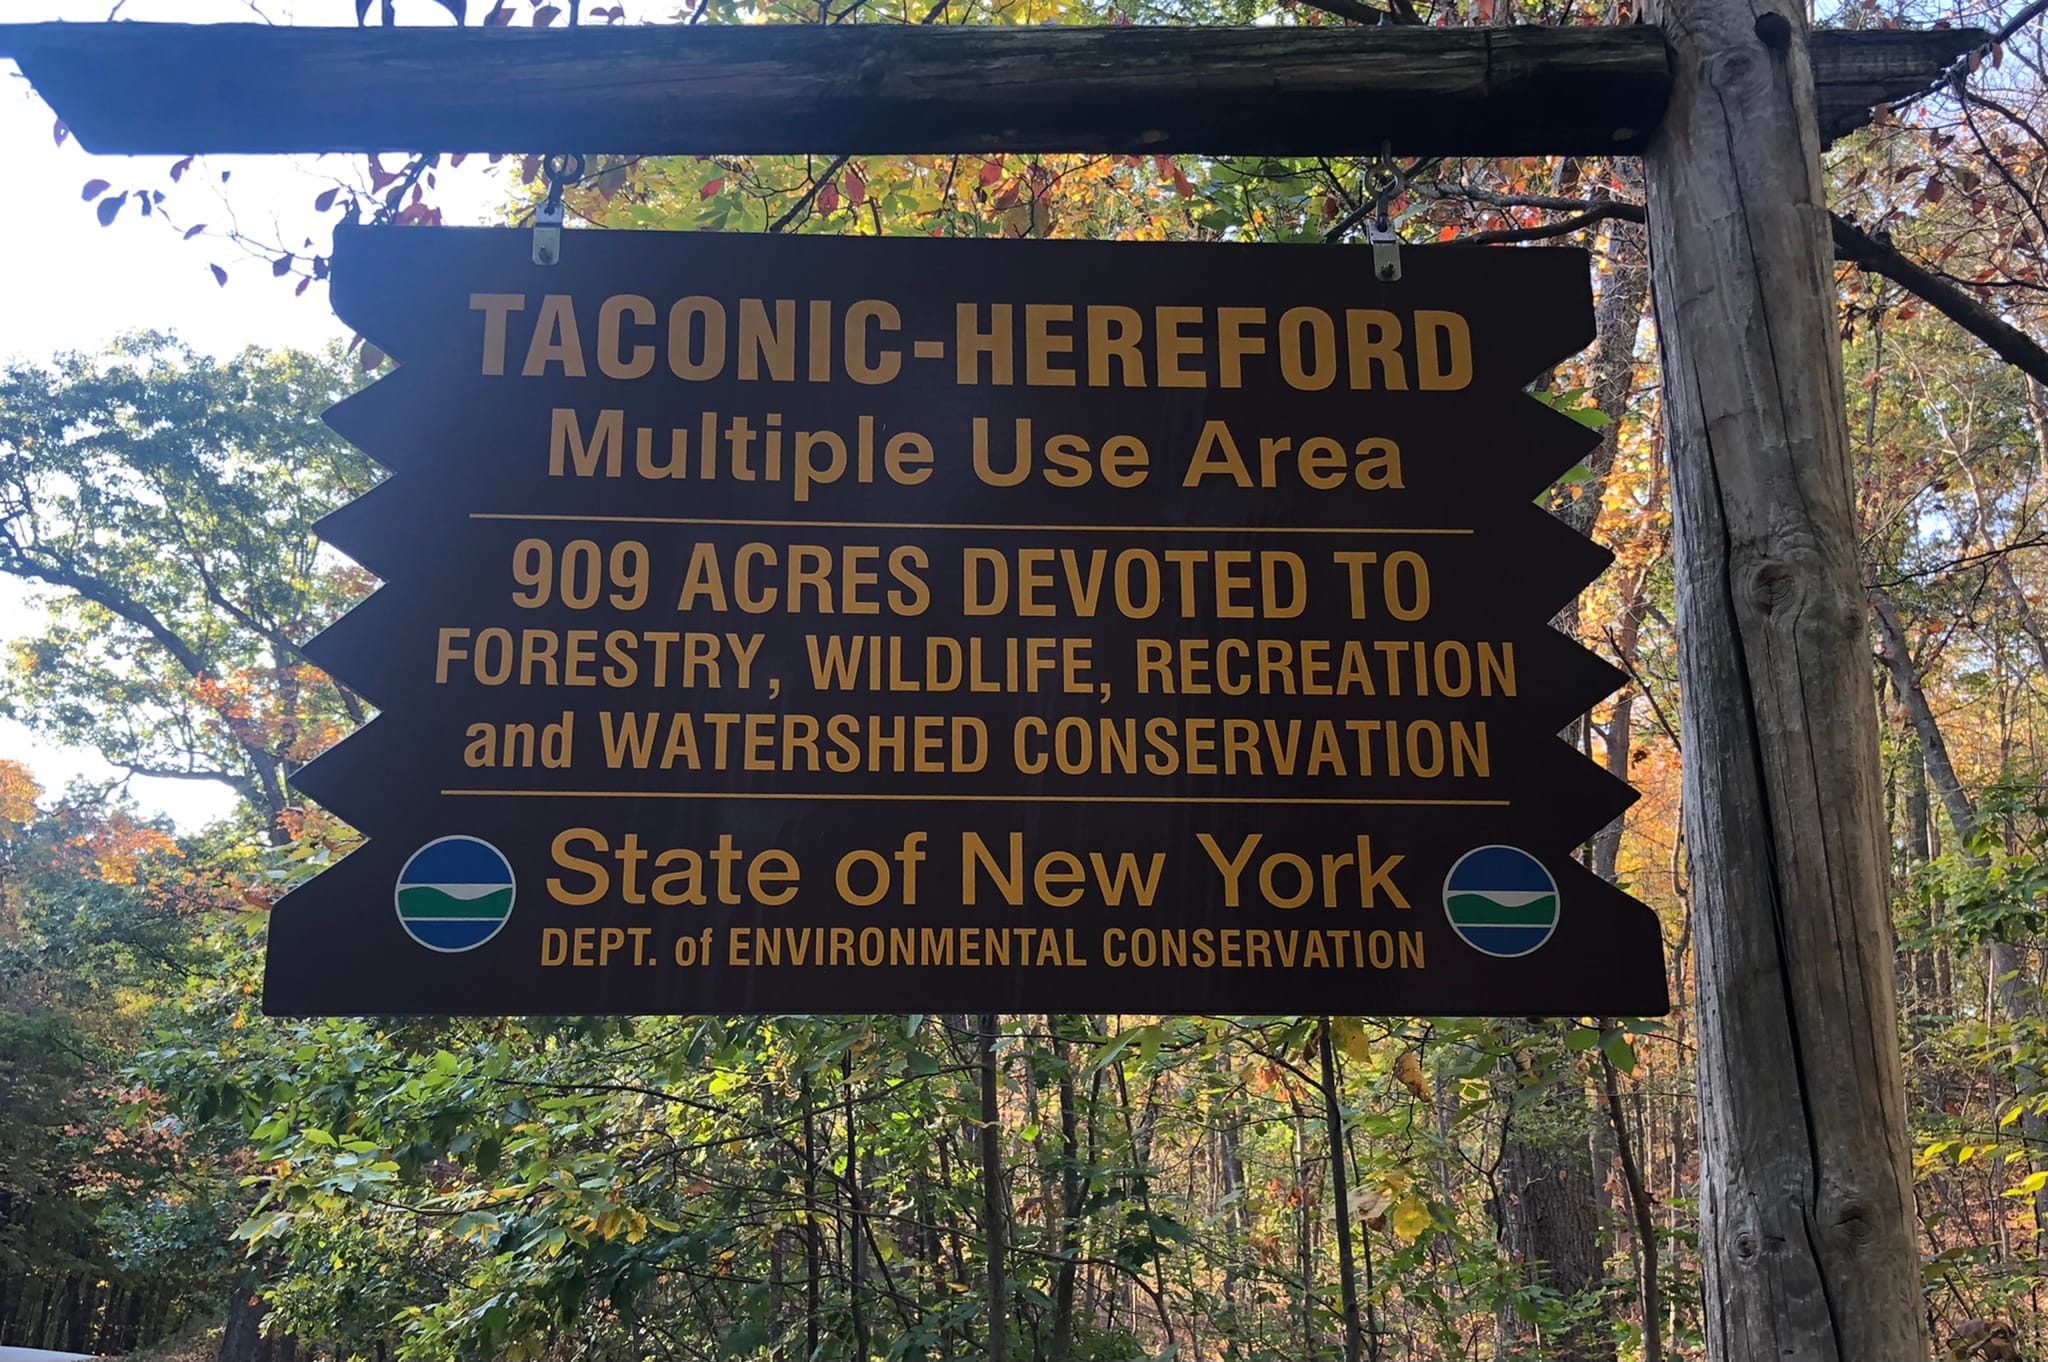 TACONIC-HEREFORD
Multiple Use Area
909 ACRES DEVOTED TO
FORESTRY, WILDLIFE, RECREATION
and WATERSHED CONSERVATION
State of New York
DEPT. of ENVIRONMENTAL CONSERVATION